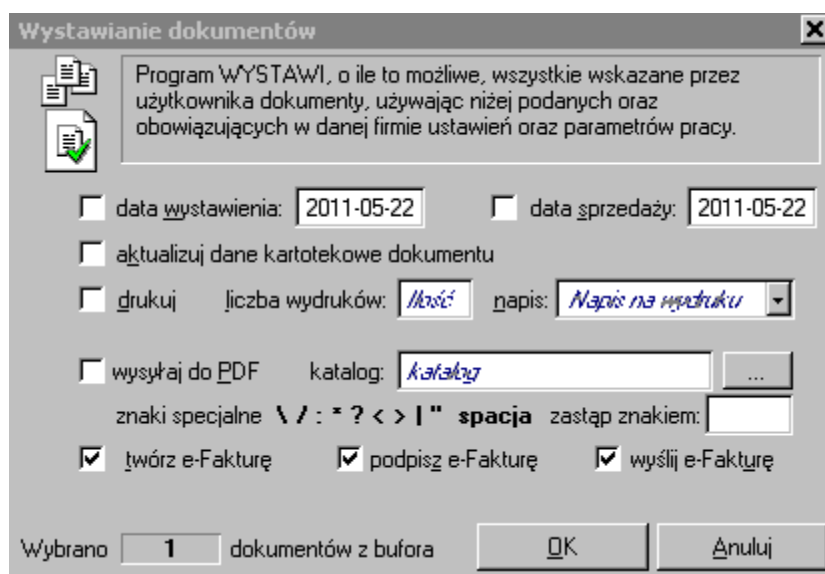 Wystawianie dokumentów
Program WYSTAWI, o ile to możliwe, wszystkie wskazane przez
użytkownika dokumenty, używając niżej podanych oraz
obowiązujących w danej firmie ustawień oraz parametrów pracy.
data wystawienia: 2011-05-22 data sprzedaży: 2011-05-22
aktualizuj dane kartotekowe dokumentu
drukuj liczba wydruków: Ilość napis: Napis na wydruku
wysyłaj do PDF katalog: katalog ...
znaki specjalne \ / : * ? < > | " spacja zastąp znakiem:
twórz e-Fakturę podpisz e-Fakturę wyślij e-Fakturę
Wybrano 1 dokumentów z bufora OK Anuluj